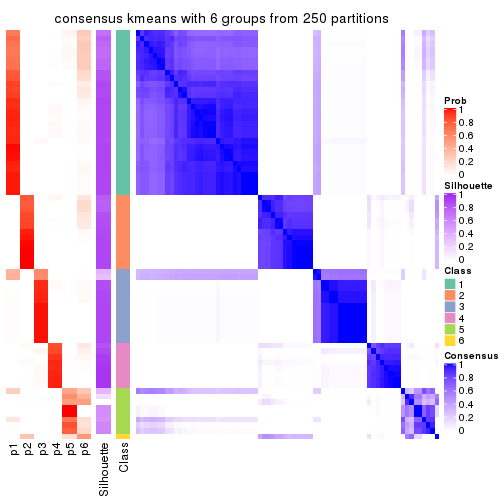 consensus kmeans with 6 groups from 250 partitions
Prob
1
0.8
0.6
0.4
0.2
0
Silhouette
1
0.8
0.6
0.4
0.2
0
Class
1
2
3
4
5
6
Consensus
1
0.8
0.6
0.4
0.2
0
p1
p2
p3
p4
p5
p6
Silhouette
Class